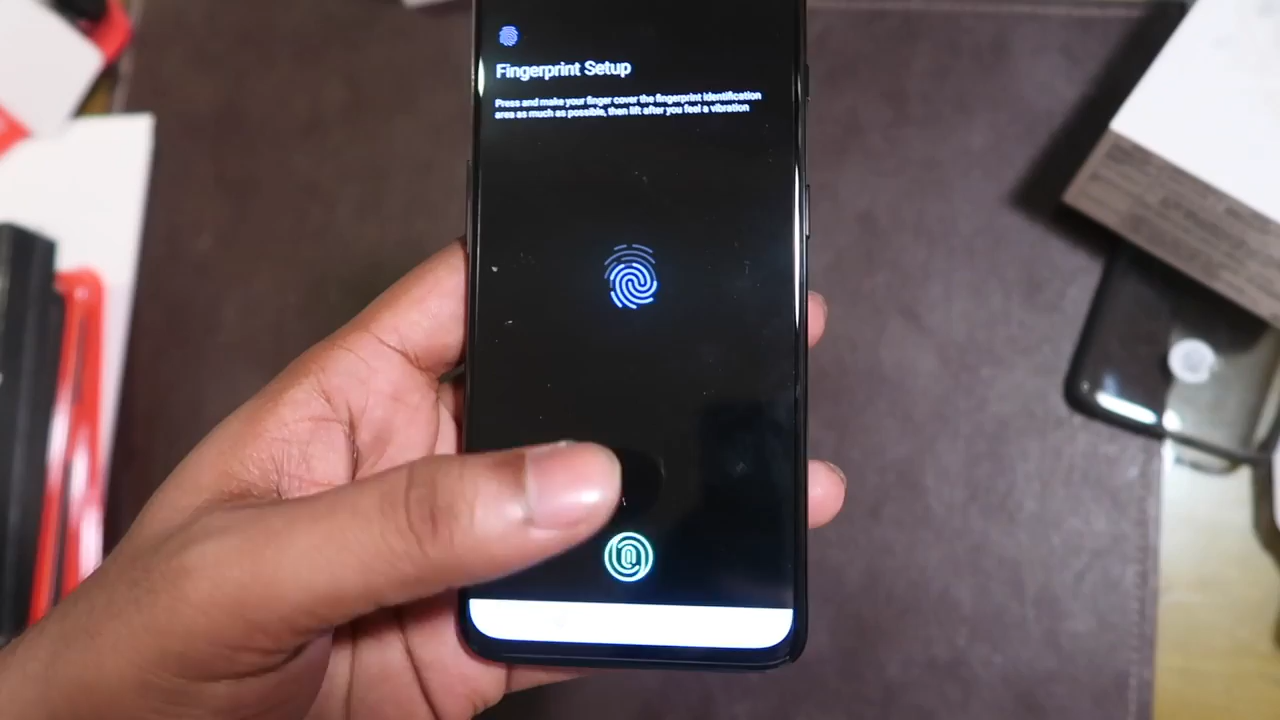 Fingerprint Setup
Press and make your finger cover the fingerprint identification
area as much as possible, then lift after you feel a vibration